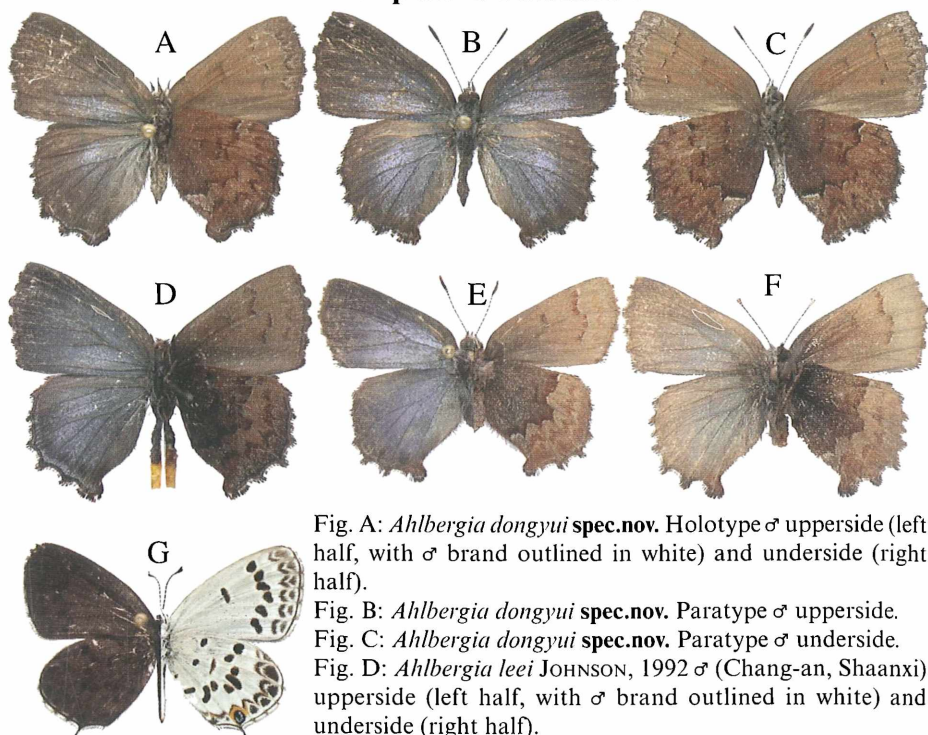 A
B
C
D
E
F
G
Fig. A: Ahlbergia dongyui spec.nov. Holotype ♂ upperside (left
half, with ♂ brand outlined in white) and underside (right
half).
Fig. B: Ahlbergia dongyui spec.nov. Paratype ♂ upperside.
Fig. C: Ahlbergia dongyui spec.nov. Paratype ♂ underside.
Fig. D: Ahlbergia leei JOHNSON, 1992 ♂ (Chang-an, Shaanxi)
upperside (left half, with ♂ brand outlined in white) and
underside (right half).